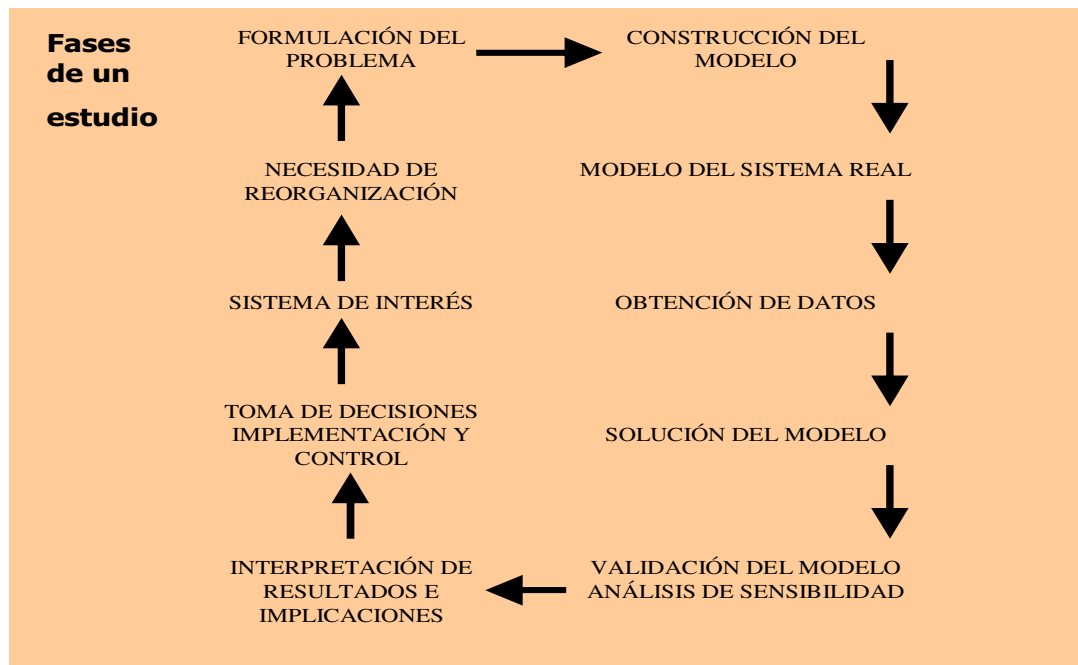 Fases
de un
estudio
FORMULACIÓN DEL
PROBLEMA
CONSTRUCCIÓN DEL
MODELO
NECESIDAD DE
REORGANIZACIÓN
MODELO DEL SISTEMA REAL
SISTEMA DE INTERÉS
OBTENCIÓN DE DATOS
TOMA DE DECISIONES
IMPLEMENTACIÓN Y
CONTROL
SOLUCIÓN DEL MODELO
INTERPRETACIÓN DE
RESULTADOS E
IMPLICACIONES
VALIDACIÓN DEL MODELO
ANÁLISIS DE SENSIBILIDAD